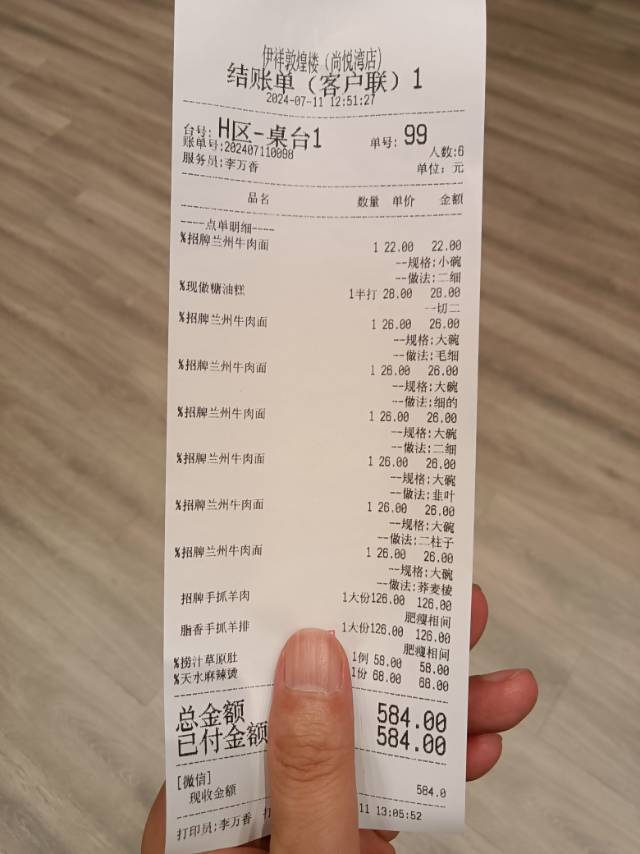 伊祥敦煌楼（尚悦湾店）
结账单（客户联）1
2024-07-11 12:51:27
台号: H区-桌台1 单号: 99
账单号:202407110098 人数:6
服务员:李万香 单位: 元
品名 数量 单价 金额
----点单明细-----
%招牌兰州牛肉面 1 22.00 22.00
--规格:小碗
--做法:二细
%现做糖油糕 1半打 28.00 28.00
一切二
%招牌兰州牛肉面 1 26.00 26.00
--规格:大碗
--做法:毛细
%招牌兰州牛肉面 1 26.00 26.00
--规格:大碗
--做法:细的
%招牌兰州牛肉面 1 26.00 26.00
--规格:大碗
--做法:二细
%招牌兰州牛肉面 1 26.00 26.00
--规格:大碗
--做法:韭叶
%招牌兰州牛肉面 1 26.00 26.00
--规格:大碗
--做法:二柱子
%招牌兰州牛肉面 1 26.00 26.00
--规格:大碗
--做法:荞麦棱
招牌手抓羊肉 1大份126.00 126.00
肥瘦相间
脂香手抓羊排 1大份126.00 126.00
肥瘦相间
%捞汁草原肚 1例 58.00 58.00
%天水麻辣烫 1份 68.00 68.00
总金额 584.00
已付金额 584.00
[微信]
现收金额 584.0
打印员:李万香 11 13:05:52